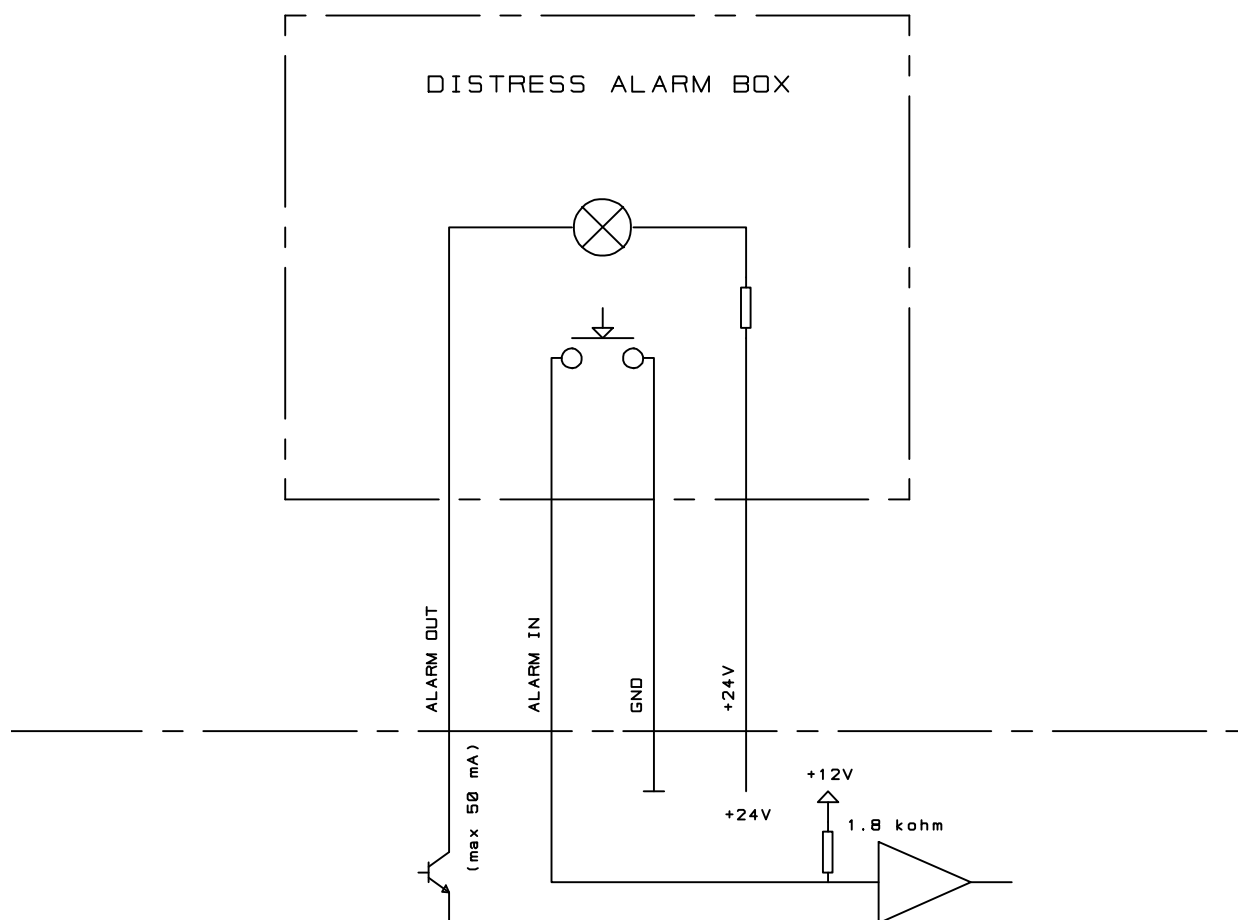 DISTRESS ALARM BOX
ALARM OUT
ALARM IN
GND
+24V
(max 50 mA)
+12V
+24V
1.8 kohm